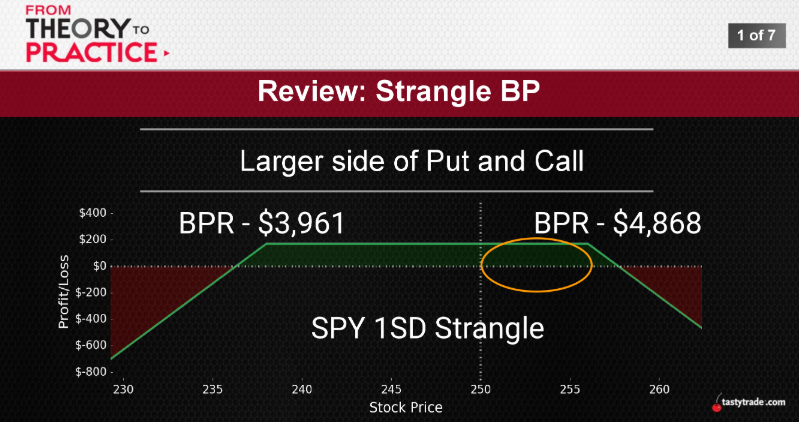 FROM
THEORY TO
PRACTICE
1 of 7
Review: Strangle BP
Larger side of Put and Call
BPR - $3,961
BPR - $4,868
SPY 1SD Strangle
Profit/Loss
$400
$200
$0
$-200
$-400
$-600
$-800
230 235 240 245 250 255 260
Stock Price
tastytrade.com